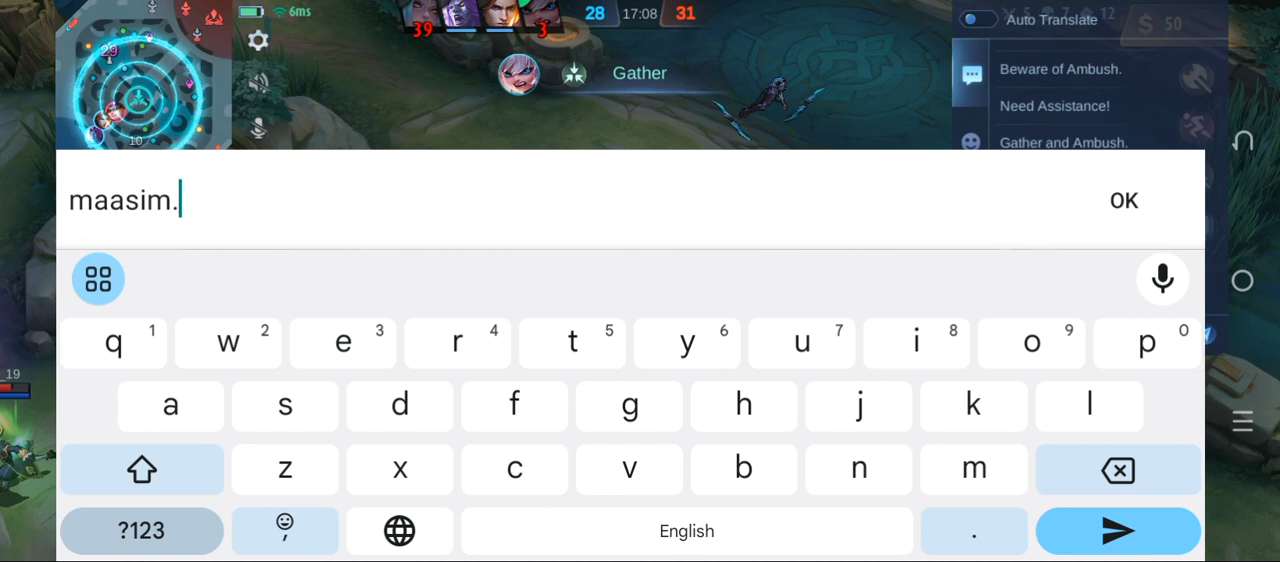 6ms
39
3
28 17:08 31
29
10
Gather
Auto Translate
$ 50
Beware of Ambush.
Need Assistance!
Gather and Ambush.
maasim.
OK
q 1 w 2 e 3 r 4 t 5 y 6 u 7 i 8 o 9 p 0
a s d f g h j k l
z x c v b n m
?123 , English .
_19